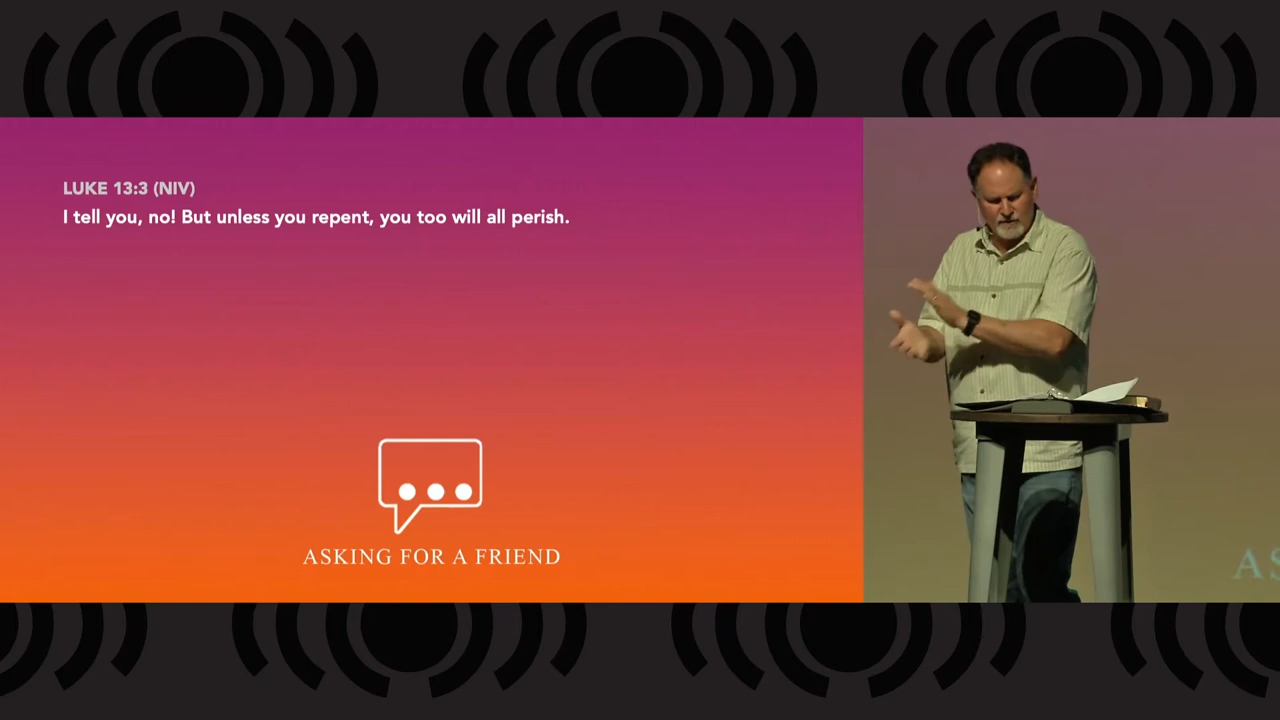 LUKE 13:3 (NIV)
I tell you, no! But unless you repent, you too will all perish.
ASKING FOR A FRIEND
AS